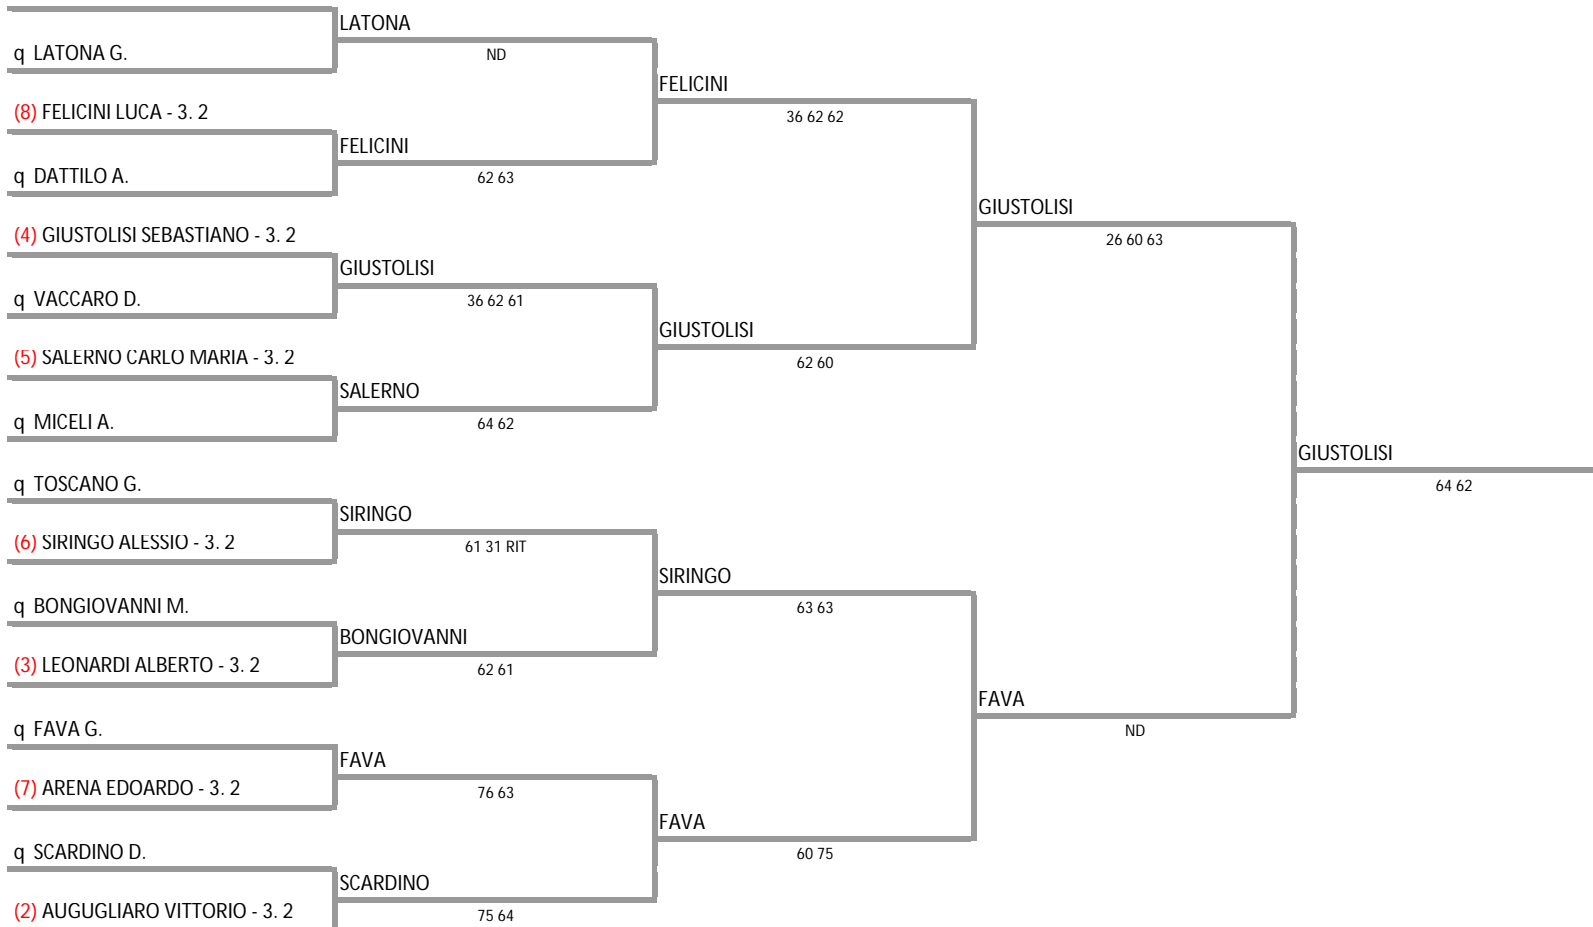 LATONA
q LATONA G.
ND
FELICINI
(8) FELICINI LUCA - 3. 2
36 62 62
FELICINI
q DATTILO A.
62 63
GIUSTOLISI
(4) GIUSTOLISI SEBASTIANO - 3. 2
26 60 63
GIUSTOLISI
q VACCARO D.
36 62 61
GIUSTOLISI
(5) SALERNO CARLO MARIA - 3. 2
62 60
SALERNO
q MICELI A.
64 62
GIUSTOLISI
q TOSCANO G.
64 62
SIRINGO
(6) SIRINGO ALESSIO - 3. 2
61 31 RIT
SIRINGO
q BONGIOVANNI M.
63 63
BONGIOVANNI
(3) LEONARDI ALBERTO - 3. 2
62 61
FAVA
q FAVA G.
ND
FAVA
(7) ARENA EDOARDO - 3. 2
76 63
FAVA
q SCARDINO D.
60 75
SCARDINO
(2) AUGUGLIARO VITTORIO - 3. 2
75 64